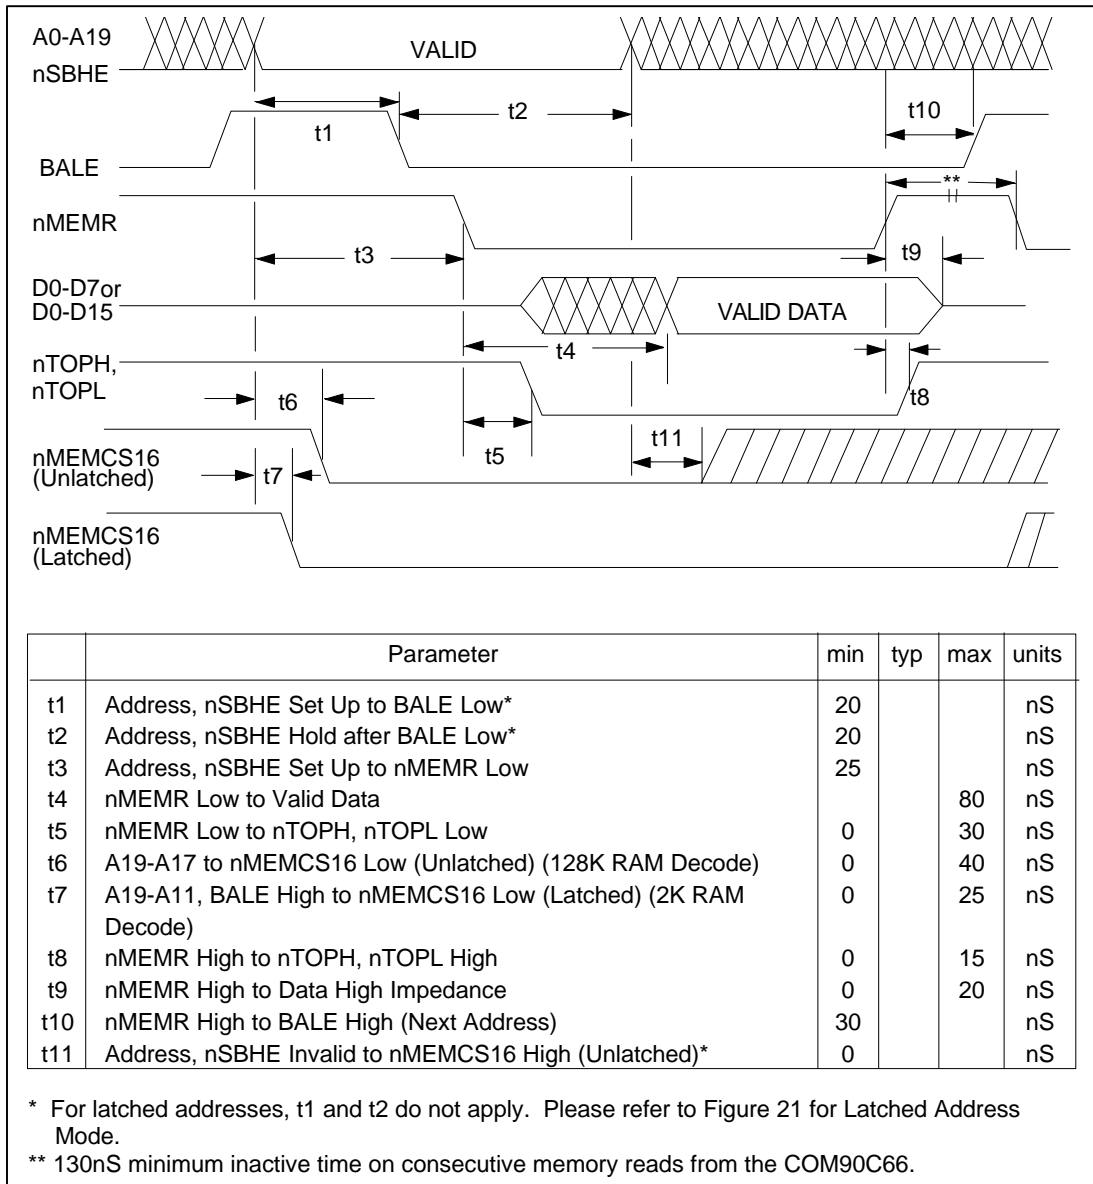 A0-A19
VALID
nSBHE
t1
t2
t10
BALE
**
nMEMR
t3
t9
D0-D7or
D0-D15
VALID DATA
t4
nTOPH,
nTOPL
t6
t8
t5
t11
nMEMCS16
(Unlatched)
t7
nMEMCS16
(Latched)
Parameter min typ max units
t1 Address, nSBHE Set Up to BALE Low* 20 nS
t2 Address, nSBHE Hold after BALE Low* 20 nS
t3 Address, nSBHE Set Up to nMEMR Low 25 nS
t4 nMEMR Low to Valid Data 80 nS
t5 nMEMR Low to nTOPH, nTOPL Low 0 30 nS
t6 A19-A17 to nMEMCS16 Low (Unlatched) (128K RAM Decode) 0 40 nS
t7 A19-A11, BALE High to nMEMCS16 Low (Latched) (2K RAM 0 25 nS
Decode)
t8 nMEMR High to nTOPH, nTOPL High 0 15 nS
t9 nMEMR High to Data High Impedance 0 20 nS
t10 nMEMR High to BALE High (Next Address) 30 nS
t11 Address, nSBHE Invalid to nMEMCS16 High (Unlatched)* 0 nS
* For latched addresses, t1 and t2 do not apply. Please refer to Figure 21 for Latched Address
Mode.
** 130nS minimum inactive time on consecutive memory reads from the COM90C66.